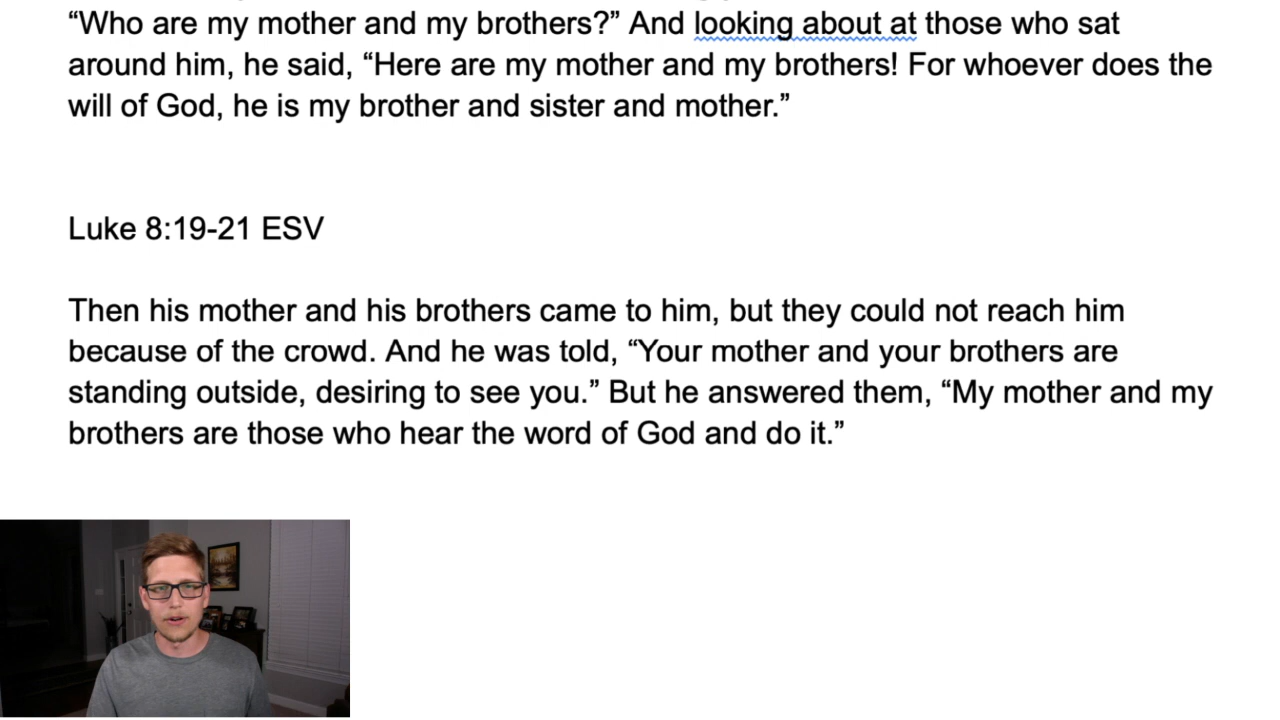 “Who are my mother and my brothers?” And looking about at those who sat
around him, he said, “Here are my mother and my brothers! For whoever does the
will of God, he is my brother and sister and mother.”
Luke 8:19-21 ESV
Then his mother and his brothers came to him, but they could not reach him
because of the crowd. And he was told, “Your mother and your brothers are
standing outside, desiring to see you.” But he answered them, “My mother and my
brothers are those who hear the word of God and do it.”